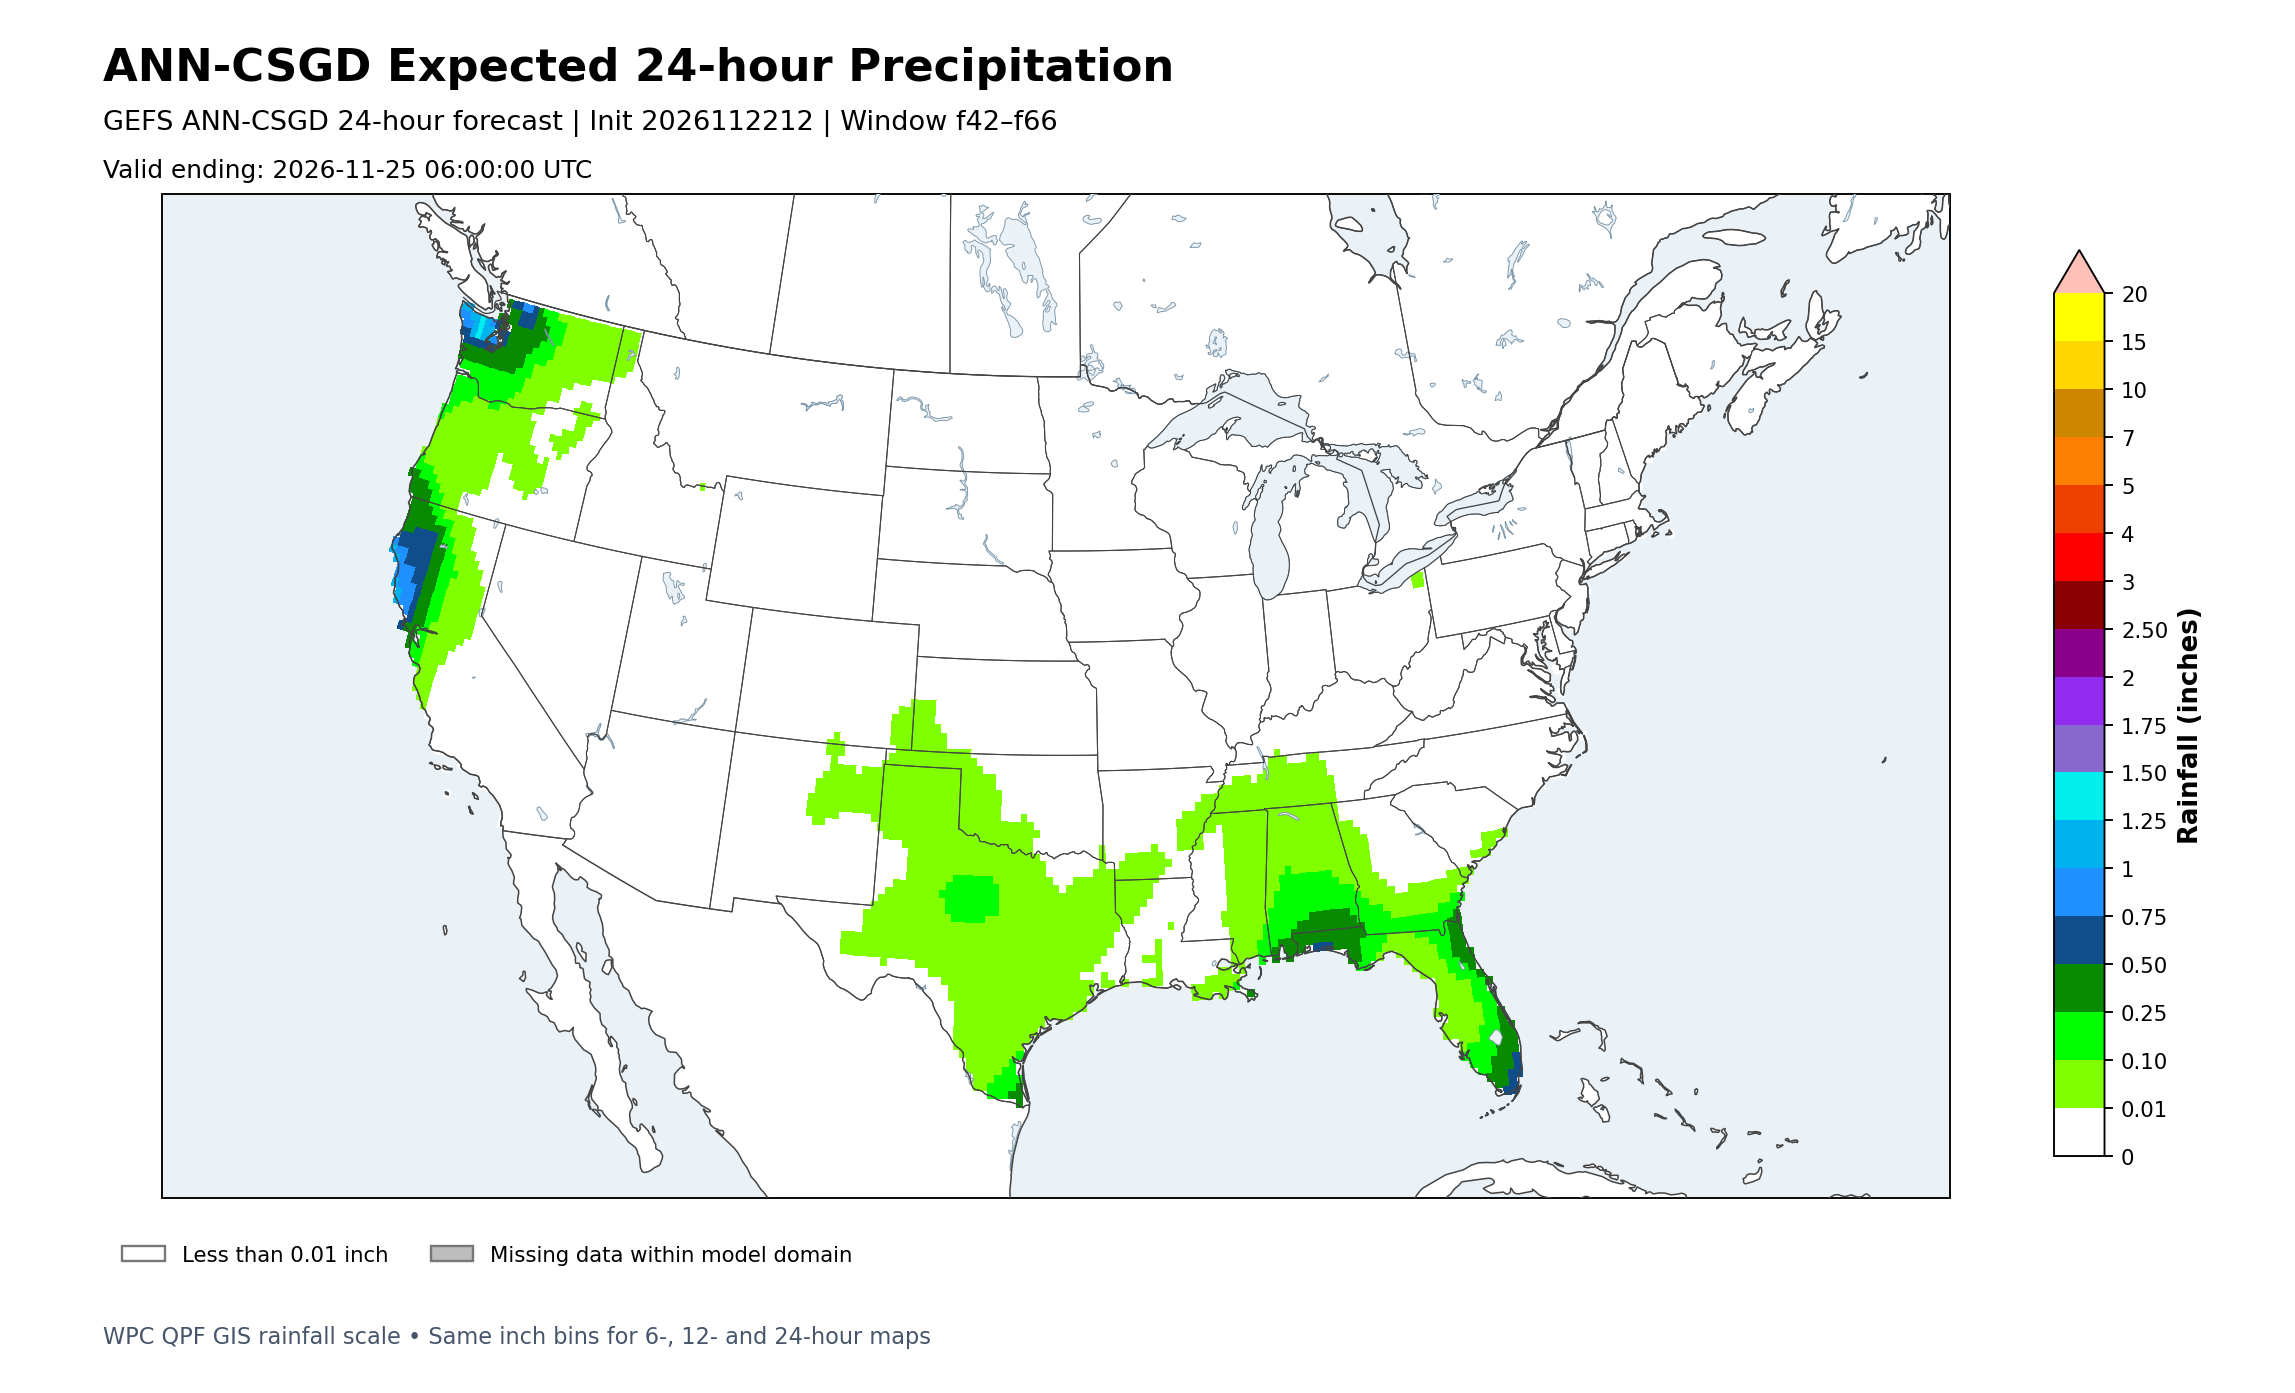 ANN-CSGD Expected 24-hour Precipitation
GEFS ANN-CSGD 24-hour forecast | Init 2026112212 | Window f42–f66
Valid ending: 2026-11-25 06:00:00 UTC
20
15
10
7
5
4
3
2.50
2
1.75
1.50
1.25
1
0.75
0.50
0.25
0.10
0.01
0
Rainfall (inches)
Less than 0.01 inch
Missing data within model domain
WPC QPF GIS rainfall scale • Same inch bins for 6-, 12- and 24-hour maps